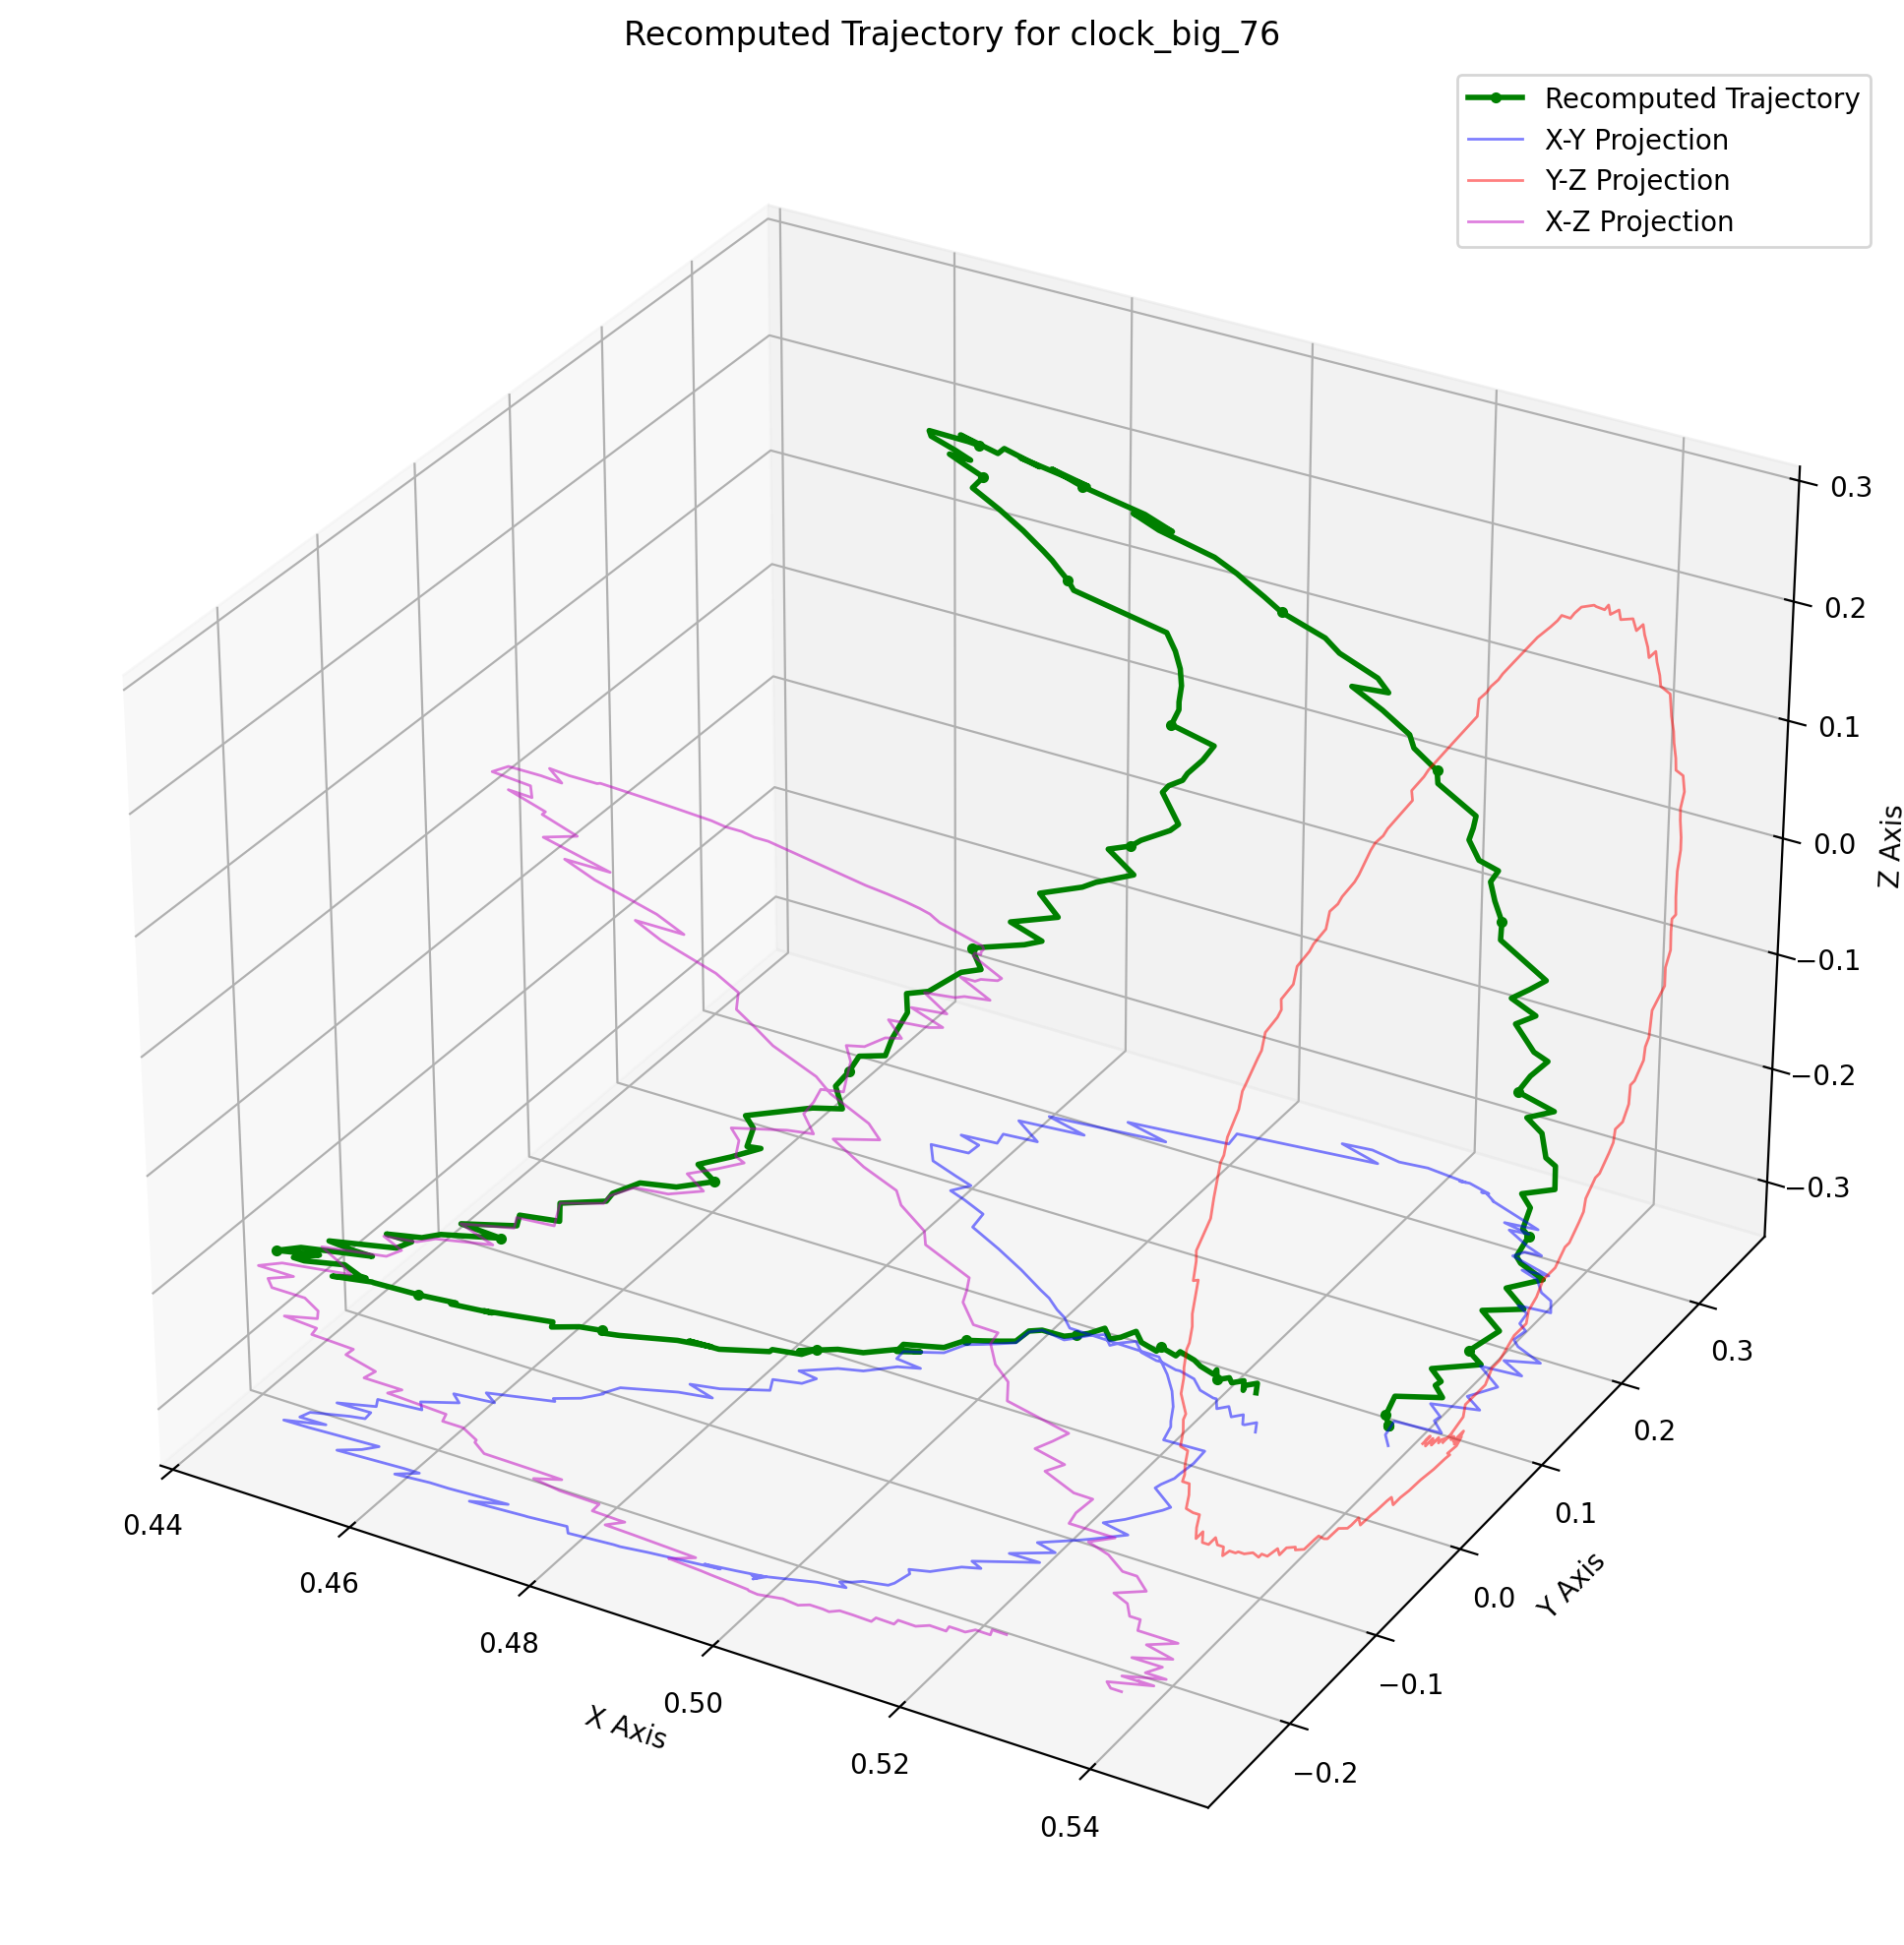 Recomputed Trajectory for clock_big_76
Recomputed Trajectory
X-Y Projection
Y-Z Projection
X-Z Projection
0.3
0.2
0.1
0.0
−0.1
−0.2
−0.3
Z Axis
0.3
0.2
0.1
0.0
−0.1
−0.2
Y Axis
0.44
0.46
0.48
0.50
0.52
0.54
X Axis